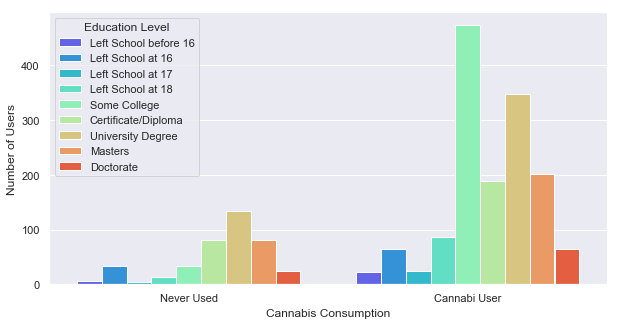 Education Level
Left School before 16
Left School at 16
Left School at 17
Left School at 18
Some College
Certificate/Diploma
University Degree
Masters
Doctorate
400
300
200
100
0
Number of Users
Never Used
Cannabi User
Cannabis Consumption